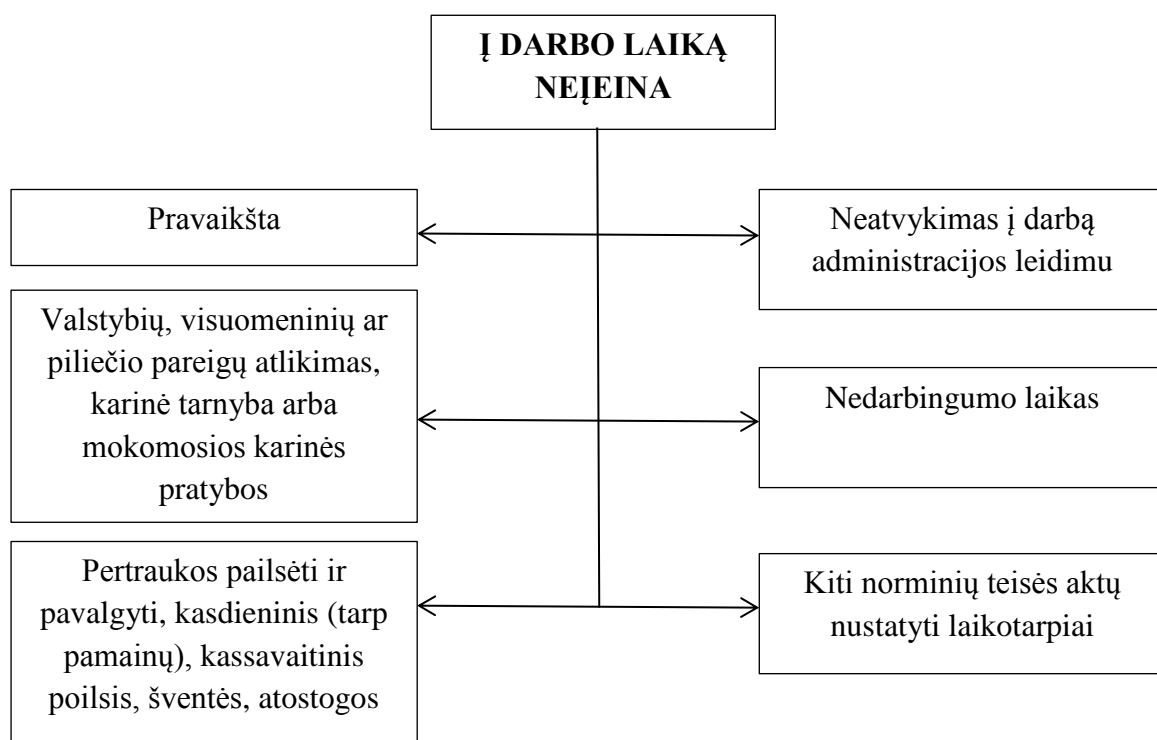 Į DARBO LAIKĄ
NEĮEINA
Pravaikšta
Neatvykimas į darbą
administracijos leidimu
Valstybių, visuomeninių ar
piliečio pareigų atlikimas,
karinė tarnyba arba
mokomosios karinės
pratybos
Nedarbingumo laikas
Pertraukos pailsėti ir
pavalgyti, kasdieninis (tarp
pamainų), kassavaitinis
poilsis, šventės, atostogos
Kiti norminių teisės aktų
nustatyti laikotarpiai